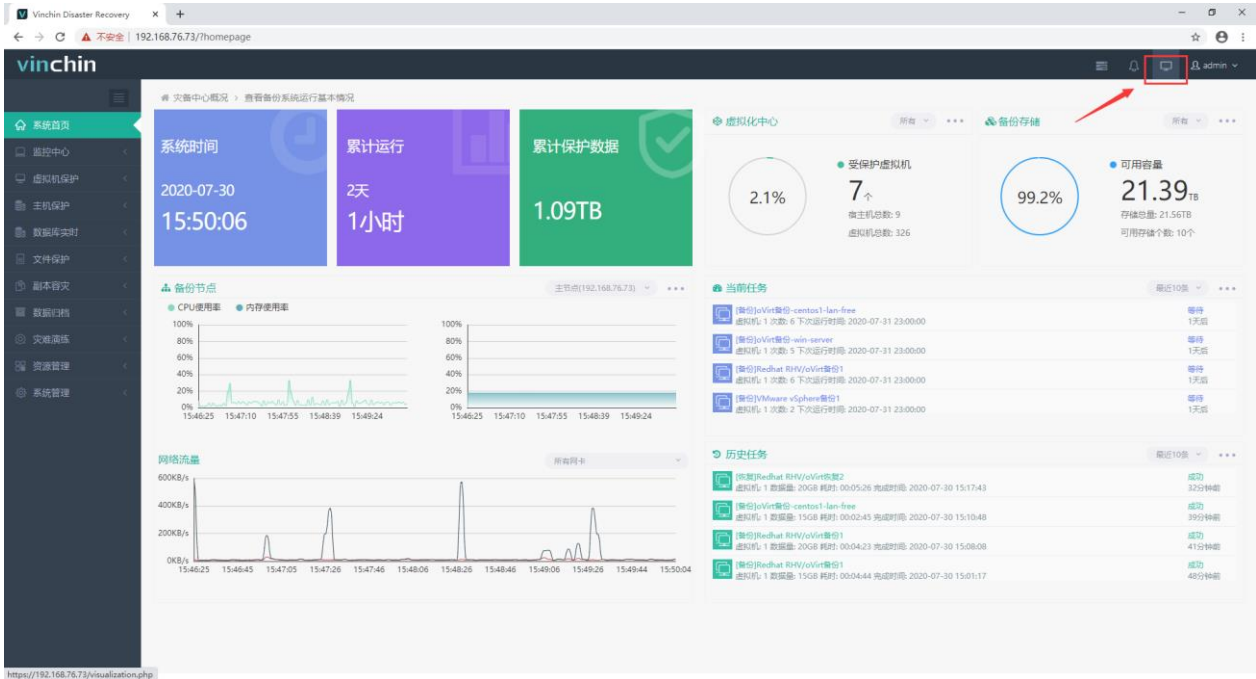 Vinchin Disaster Recovery
不安全 | 192.168.76.73/?homepage
vinchin
admin
灾备中心概况 › 查看备份系统运行基本情况
系统首页
监控中心
虚拟机保护
主机保护
数据库实时
文件保护
副本容灾
数据归档
灾难演练
资源管理
系统管理
系统时间
2020-07-30
15:50:06
累计运行
2天
1小时
累计保护数据
1.09TB
虚拟化中心
所有
2.1%
受保护虚拟机
7个
宿主机总数: 9
虚拟机总数: 326
备份存储
所有
99.2%
可用容量
21.39TB
存储总量: 21.56TB
可用存储个数: 10个
备份节点
主节点(192.168.76.73)
CPU使用率 内存使用率
100%
80%
60%
40%
20%
0%
15:46:25 15:47:10 15:47:55 15:48:39 15:49:24
100%
80%
60%
40%
20%
0%
15:46:25 15:47:10 15:47:55 15:48:39 15:49:24
网络流量
所有网卡
600KB/s
400KB/s
200KB/s
0KB/s
15:46:25 15:46:45 15:47:05 15:47:26 15:47:46 15:48:06 15:48:26 15:48:46 15:49:06 15:49:26 15:49:44 15:50:04
当前任务
最近10条
[备份]oVirt备份-centos1-lan-free 等待
虚拟机: 1 次数: 6 下次运行时间: 2020-07-31 23:00:00 1天后
[备份]oVirt备份-win-server 等待
虚拟机: 1 次数: 5 下次运行时间: 2020-07-31 23:00:00 1天后
[备份]Redhat RHV/oVirt备份1 等待
虚拟机: 1 次数: 6 下次运行时间: 2020-07-31 23:00:00 1天后
[备份]VMware vSphere备份1 等待
虚拟机: 1 次数: 2 下次运行时间: 2020-07-31 23:00:00 1天后
历史任务
最近10条
[恢复]Redhat RHV/oVirt恢复2 成功
虚拟机: 1 数据量: 20GB 耗时: 00:05:26 完成时间: 2020-07-30 15:17:43 32分钟前
[备份]oVirt备份-centos1-lan-free 成功
虚拟机: 1 数据量: 15GB 耗时: 00:02:45 完成时间: 2020-07-30 15:10:48 39分钟前
[备份]Redhat RHV/oVirt备份1 成功
虚拟机: 1 数据量: 20GB 耗时: 00:04:23 完成时间: 2020-07-30 15:08:08 41分钟前
[备份]Redhat RHV/oVirt备份1 成功
虚拟机: 1 数据量: 15GB 耗时: 00:04:44 完成时间: 2020-07-30 15:01:17 48分钟前
https://192.168.76.73/visualization.php